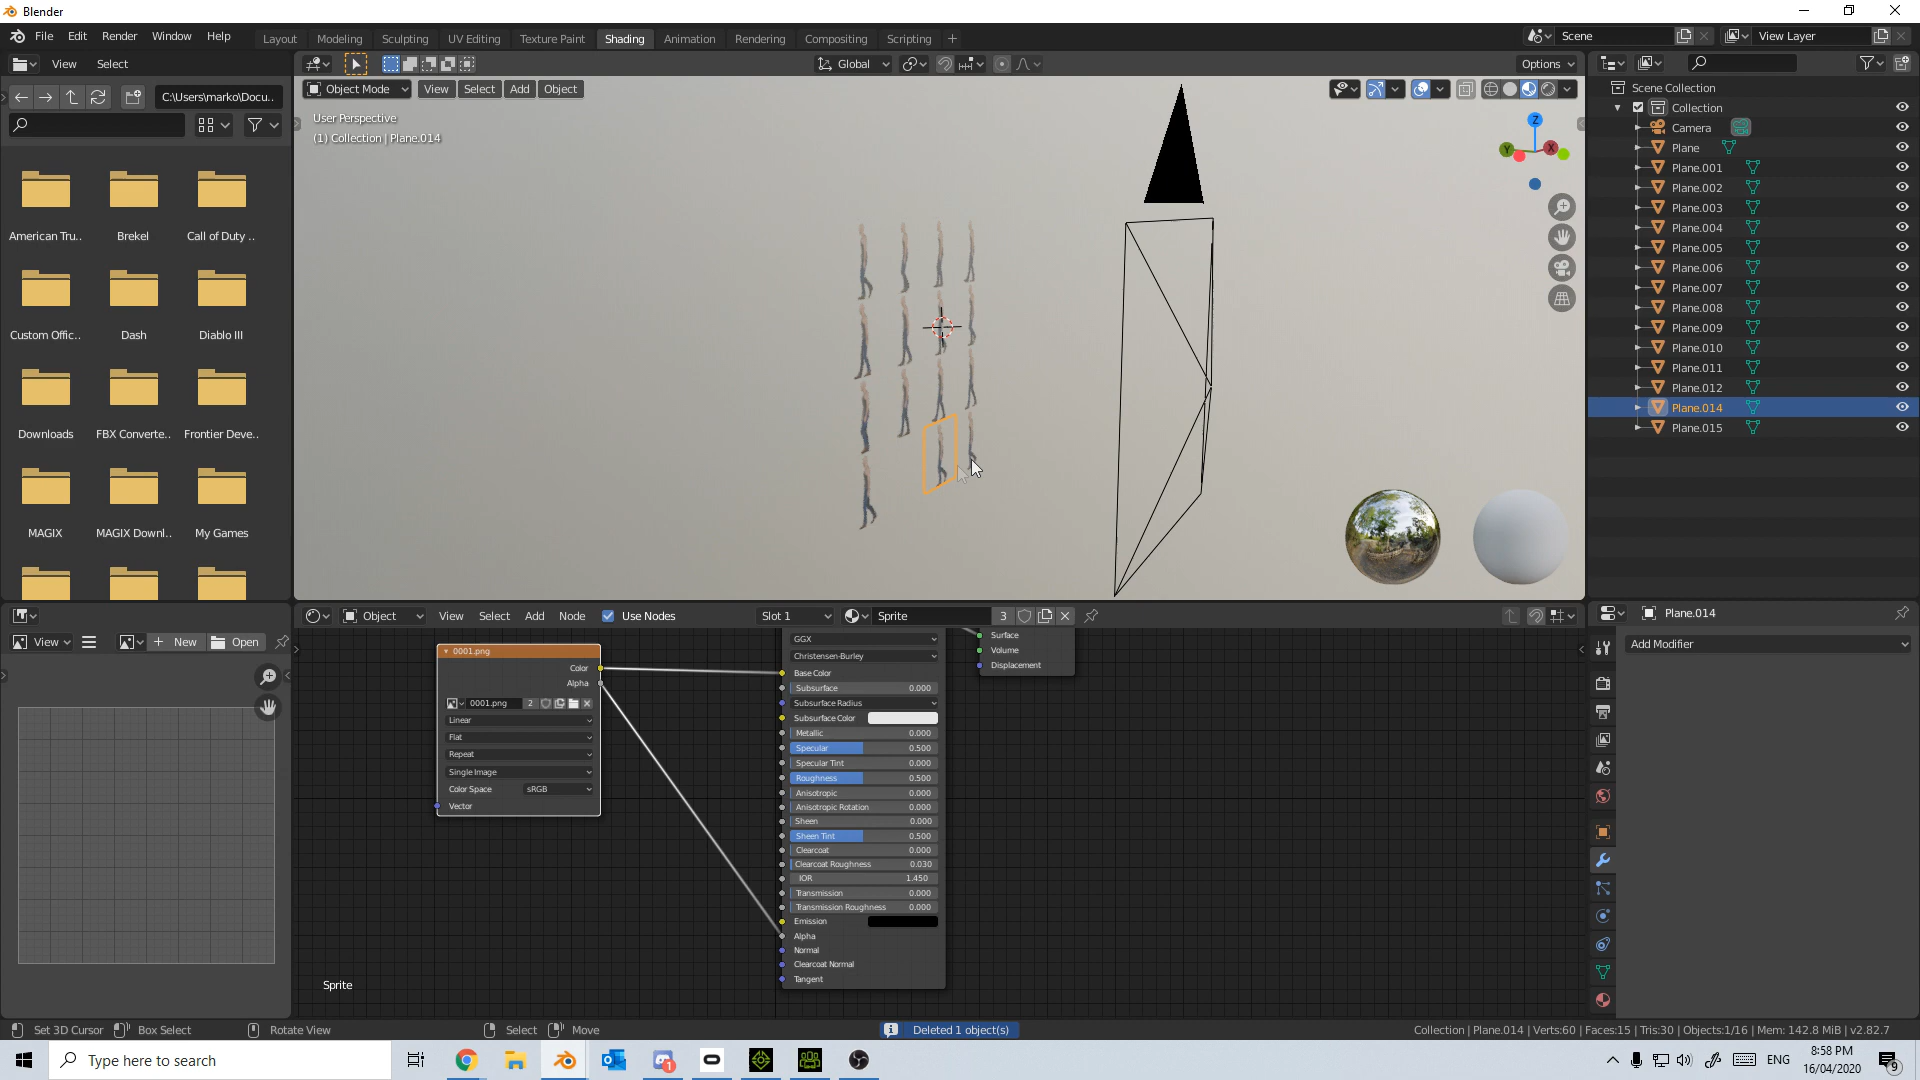 Blender
File Edit Render Window Help
Layout Modeling Sculpting UV Editing Texture Paint Shading Animation Rendering Compositing Scripting
Scene
View Layer
View Select
Global
Options
C:\Users\marko\Docu..
Object Mode View Select Add Object
User Perspective
(1) Collection | Plane.014
Z
Y
X
American Tru..
Brekel
Call of Duty ..
Custom Offic..
Dash
Diablo III
Downloads
FBX Converte..
Frontier Deve..
MAGIX
MAGIX Downl..
My Games
Scene Collection
Collection
Camera
Plane
Plane.001
Plane.002
Plane.003
Plane.004
Plane.005
Plane.006
Plane.007
Plane.008
Plane.009
Plane.010
Plane.011
Plane.012
Plane.014
Plane.015
Object View Select Add Node Use Nodes Slot 1 Sprite 3
View New Open
0001.png
Color
Alpha
0001.png 2
Linear
Flat
Repeat
Single Image
Color Space sRGB
Vector
GGX
Christensen-Burley
Base Color
Subsurface 0.000
Subsurface Radius
Subsurface Color
Metallic 0.000
Specular 0.500
Specular Tint 0.000
Roughness 0.500
Anisotropic 0.000
Anisotropic Rotation 0.000
Sheen 0.000
Sheen Tint 0.500
Clearcoat 0.000
Clearcoat Roughness 0.030
IOR 1.450
Transmission 0.000
Transmission Roughness 0.000
Emission
Alpha
Normal
Clearcoat Normal
Tangent
Surface
Volume
Displacement
Sprite
Plane.014
Add Modifier
Set 3D Cursor Box Select Rotate View Select Move
Deleted 1 object(s)
Collection | Plane.014 | Verts:60 | Faces:15 | Tris:30 | Objects:1/16 | Mem: 142.8 MiB | v2.82.7
Type here to search
1
ENG
8:58 PM
16/04/2020
9